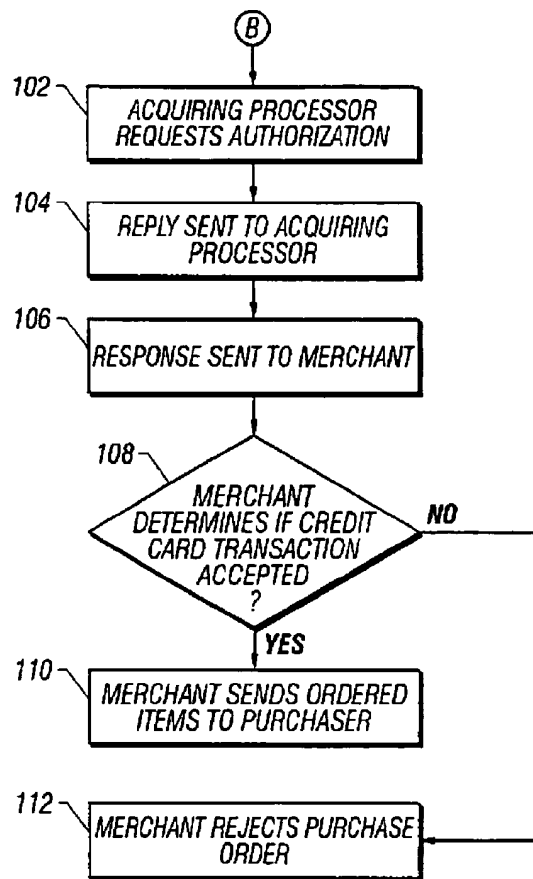 B
102
ACQUIRING PROCESSOR
REQUESTS AUTHORIZATION
104
REPLY SENT TO ACQUIRING
PROCESSOR
106
RESPONSE SENT TO MERCHANT
108
MERCHANT
DETERMINES IF CREDIT
CARD TRANSACTION
ACCEPTED
?
NO
YES
110
MERCHANT SENDS ORDERED
ITEMS TO PURCHASER
112
MERCHANT REJECTS PURCHASE
ORDER